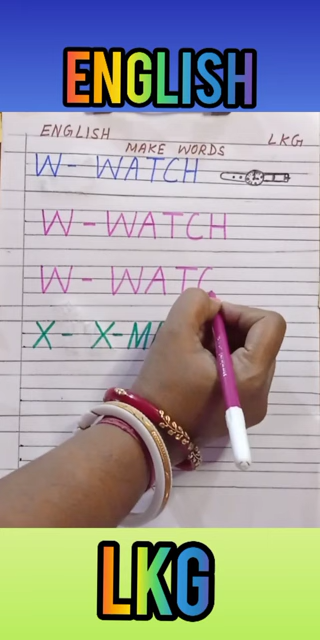 ENGLISH
ENGLISH LKG
MAKE WORDS
W - WATCH
W - WATCH
W - WATC
X - X-M
LKG